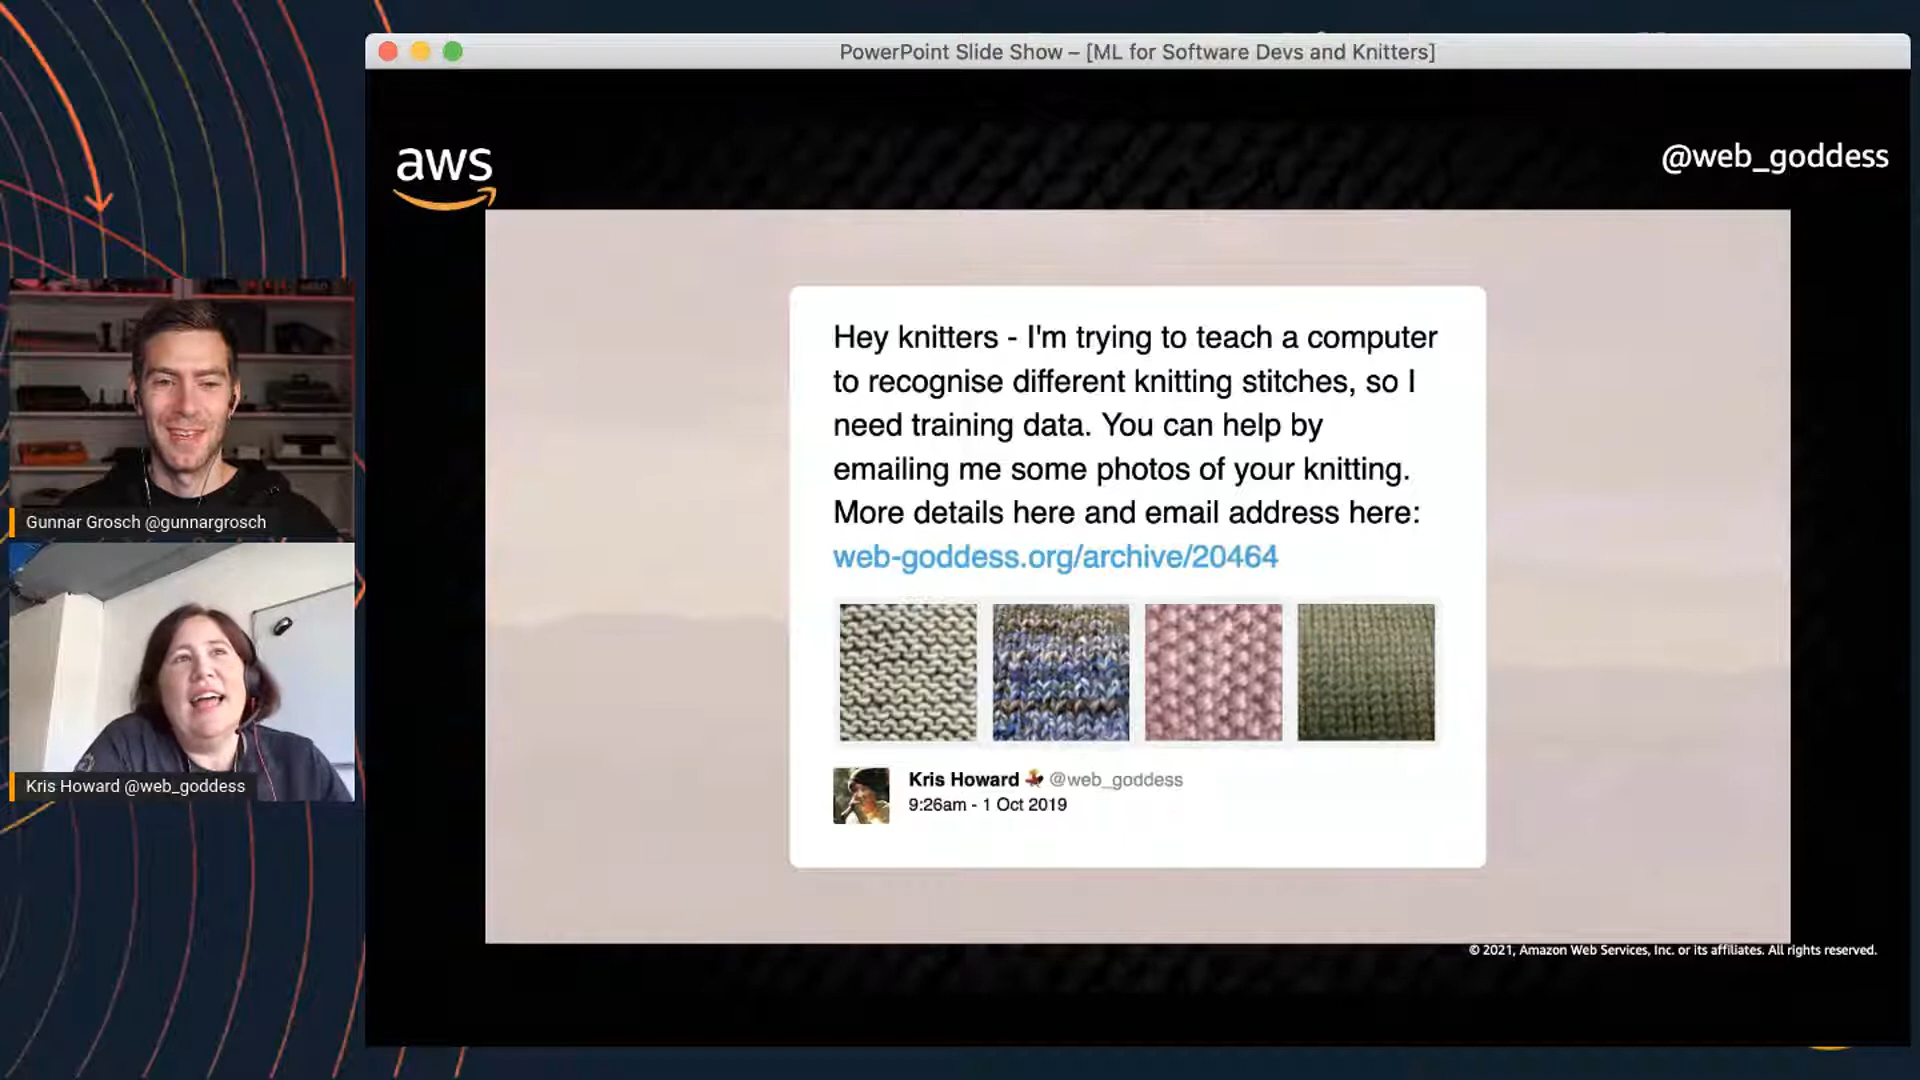 PowerPoint Slide Show – [ML for Software Devs and Knitters]
aws
@web_goddess
Hey knitters - I'm trying to teach a computer
to recognise different knitting stitches, so I
need training data. You can help by
emailing me some photos of your knitting.
More details here and email address here:
web-goddess.org/archive/20464
Kris Howard @web_goddess
9:26am - 1 Oct 2019
Gunnar Grosch @gunnargrosch
Kris Howard @web_goddess
© 2021, Amazon Web Services, Inc. or its affiliates. All rights reserved.